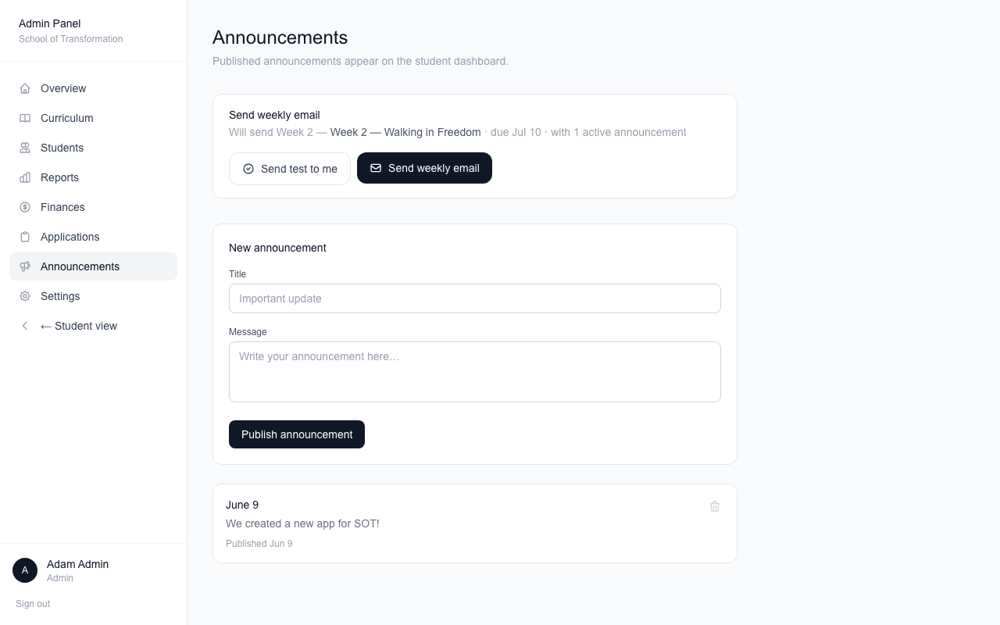 Admin Panel
School of Transformation
Overview
Curriculum
Students
Reports
Finances
Applications
Announcements
Settings
← Student view
Adam Admin
A
Admin
Sign out
Announcements
Published announcements appear on the student dashboard.
Send weekly email
Will send Week 2 — Week 2 — Walking in Freedom · due Jul 10 · with 1 active announcement
Send test to me
Send weekly email
New announcement
Title
Important update
Message
Write your announcement here…
Publish announcement
June 9
We created a new app for SOT!
Published Jun 9